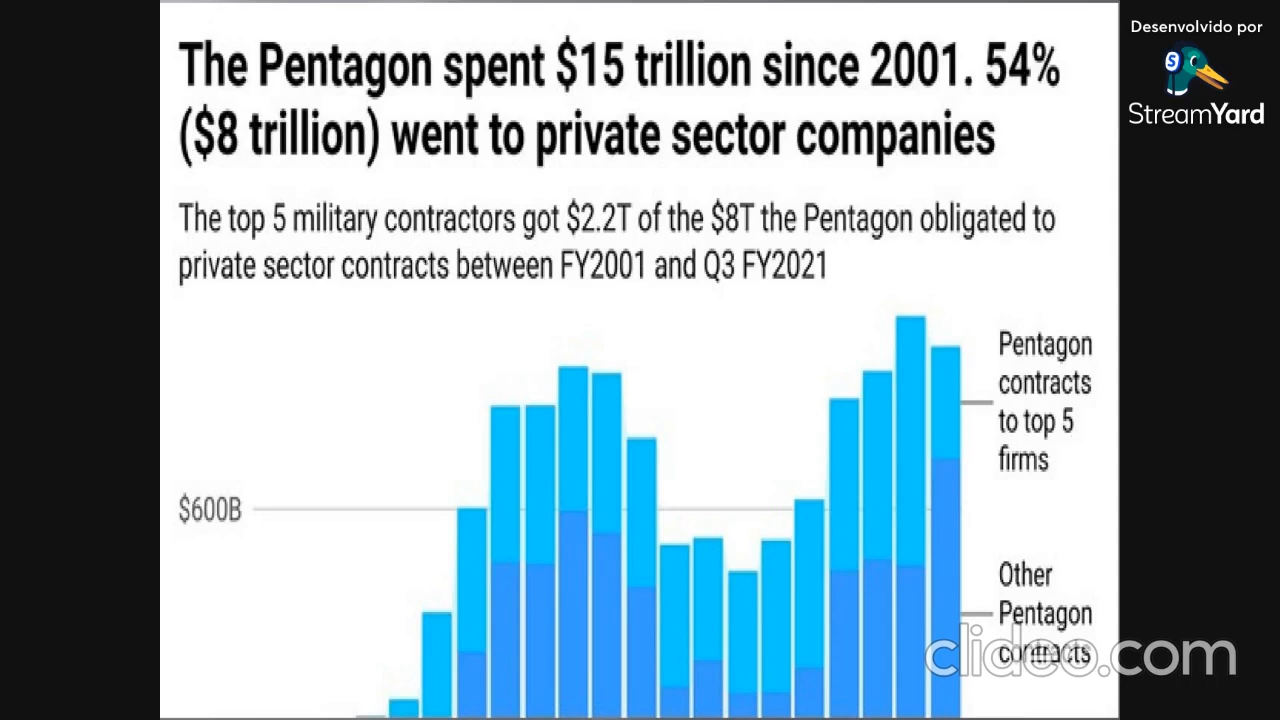 The Pentagon spent $15 trillion since 2001. 54%
($8 trillion) went to private sector companies
The top 5 military contractors got $2.2T of the $8T the Pentagon obligated to
private sector contracts between FY2001 and Q3 FY2021
Pentagon
contracts
to top 5
firms
$600B
Other
Pentagon
contracts
clideo.com
Desenvolvido por
StreamYard